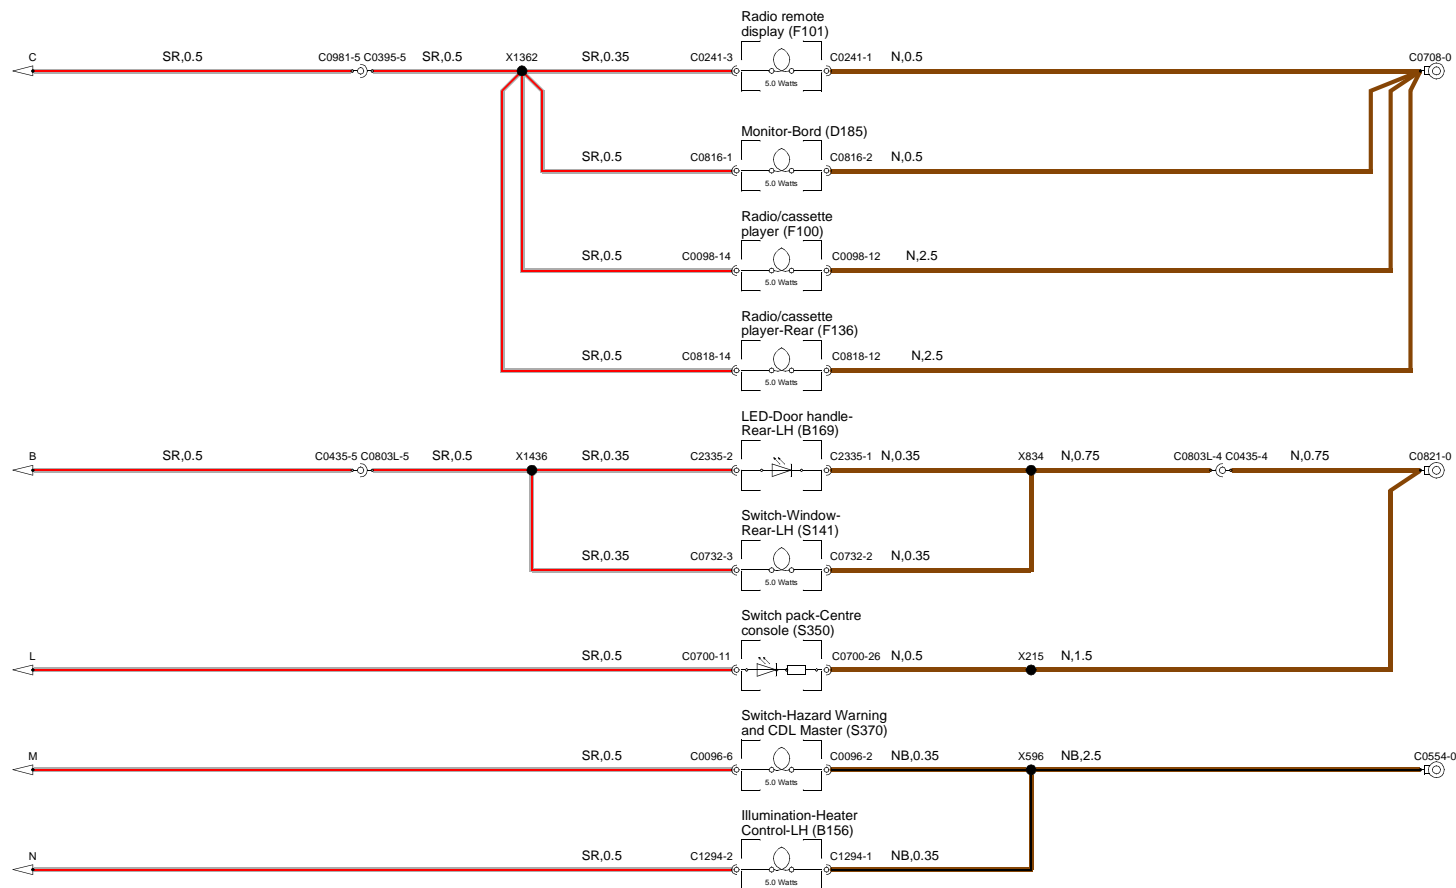 Radio remote
display (F101)
C
SR,0.5
C0981-5 C0395-5
SR,0.5
X1362
SR,0.35
C0241-3
C0241-1
N,0.5
C0708-0
5.0 Watts
Monitor-Bord (D185)
SR,0.5
C0816-1
C0816-2
N,0.5
5.0 Watts
Radio/cassette
player (F100)
SR,0.5
C0098-14
C0098-12
N,2.5
5.0 Watts
Radio/cassette
player-Rear (F136)
SR,0.5
C0818-14
C0818-12
N,2.5
5.0 Watts
LED-Door handle-
Rear-LH (B169)
B
SR,0.5
C0435-5 C0803L-5
SR,0.5
X1436
SR,0.35
C2335-2
C2335-1
N,0.35
X834
N,0.75
C0803L-4 C0435-4
N,0.75
C0821-0
Switch-Window-
Rear-LH (S141)
SR,0.35
C0732-3
C0732-2
N,0.35
5.0 Watts
Switch pack-Centre
console (S350)
L
SR,0.5
C0700-11
C0700-26
N,0.5
X215
N,1.5
Switch-Hazard Warning
and CDL Master (S370)
M
SR,0.5
C0096-6
C0096-2
NB,0.35
X596
NB,2.5
C0554-0
5.0 Watts
Illumination-Heater
Control-LH (B156)
N
SR,0.5
C1294-2
C1294-1
NB,0.35
5.0 Watts